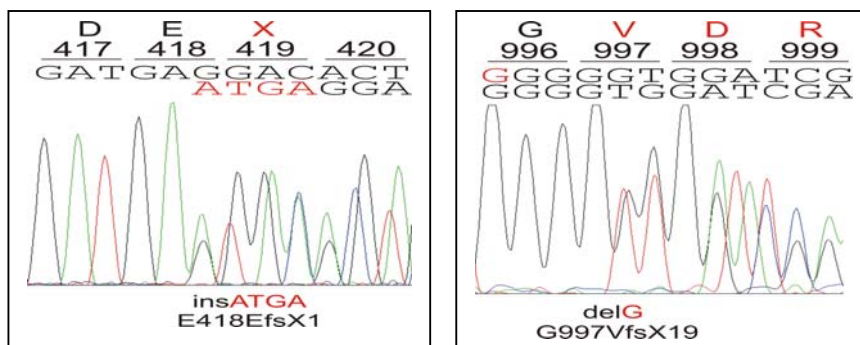 D E X
417 418 419 420
GATGAGGACACT
ATGAGGA
insATGA
E418EfsX1
G V D R
996 997 998 999
GGGGGTGGATCG
GGGGTGGATCGA
delG
G997VfsX19